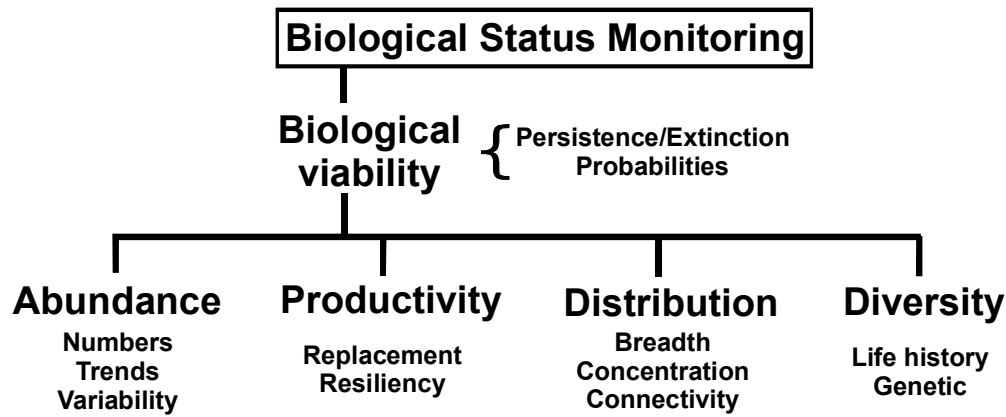 Biological Status Monitoring
Biological
viability
{ Persistence/Extinction
Probabilities
Abundance
Numbers
Trends
Variability
Productivity
Replacement
Resiliency
Distribution
Breadth
Concentration
Connectivity
Diversity
Life history
Genetic